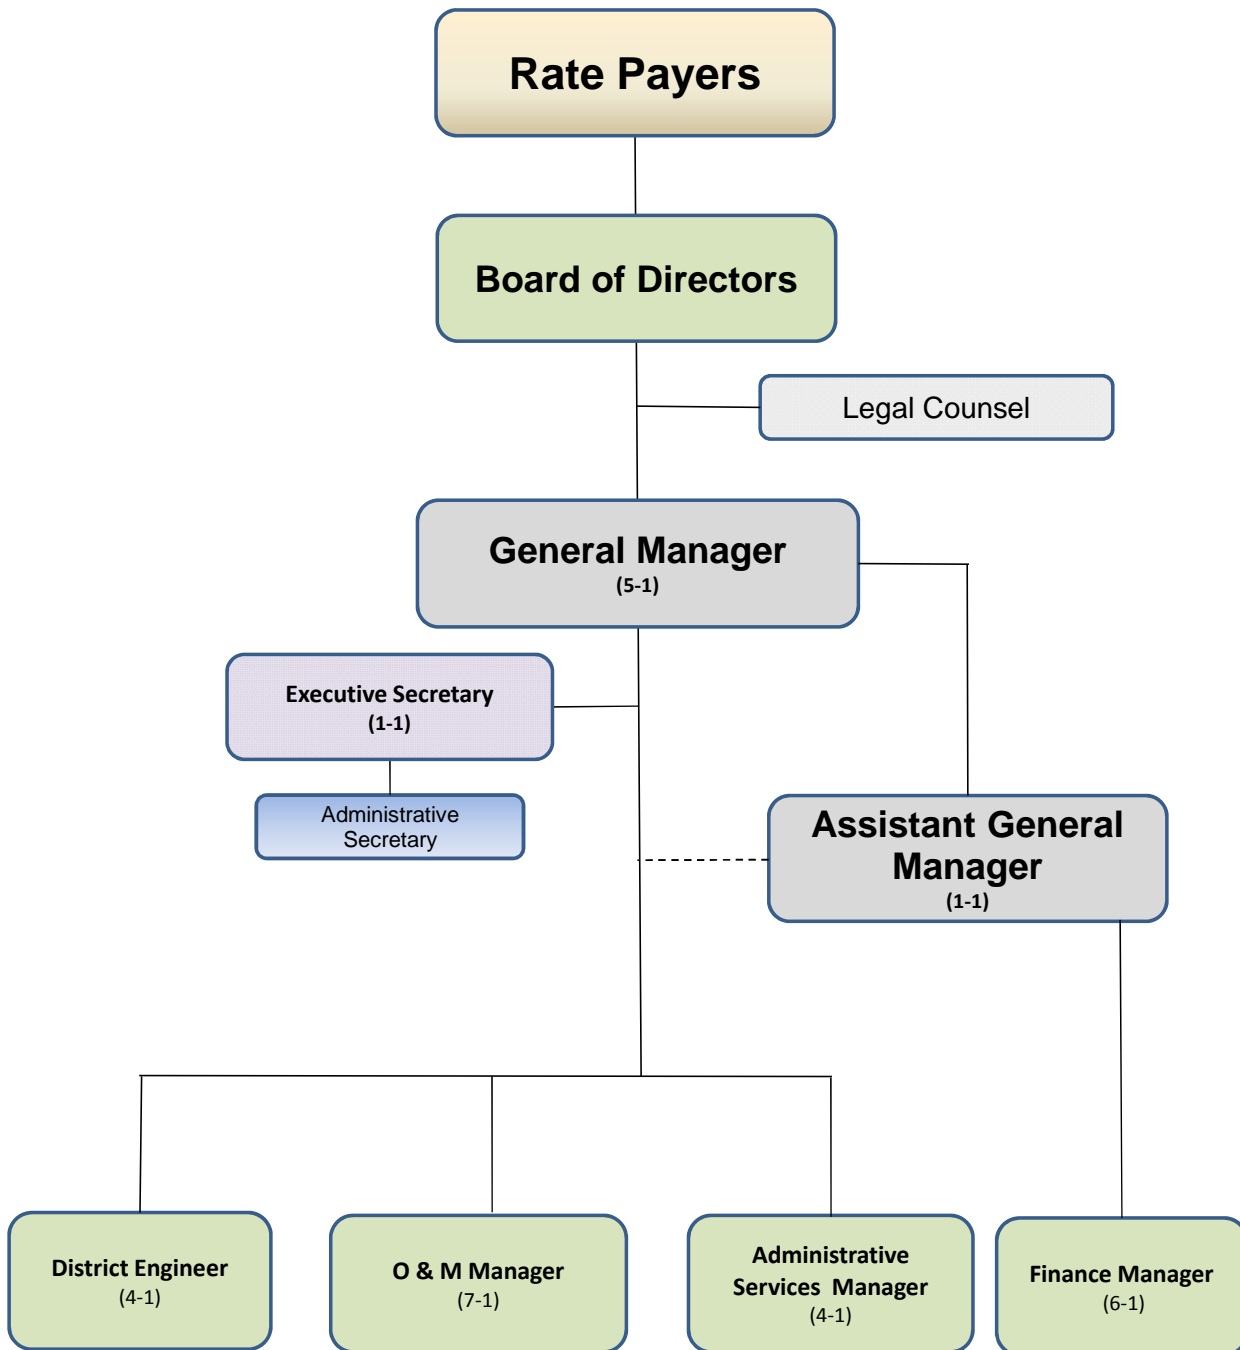 Rate Payers
Board of Directors
Legal Counsel
General Manager
(5-1)
Executive Secretary
(1-1)
Administrative
Secretary
Assistant General
Manager
(1-1)
District Engineer
(4-1)
O & M Manager
(7-1)
Administrative
Services Manager
(4-1)
Finance Manager
(6-1)